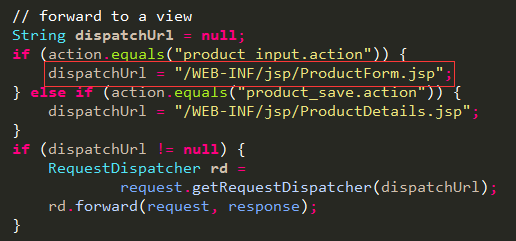 // forward to a view
String dispatchUrl = null;
if (action.equals("product_input.action")) {
dispatchUrl = "/WEB-INF/jsp/ProductForm.jsp";
} else if (action.equals("product_save.action")) {
dispatchUrl = "/WEB-INF/jsp/ProductDetails.jsp";
}
if (dispatchUrl != null) {
RequestDispatcher rd =
request.getRequestDispatcher(dispatchUrl);
rd.forward(request, response);
}